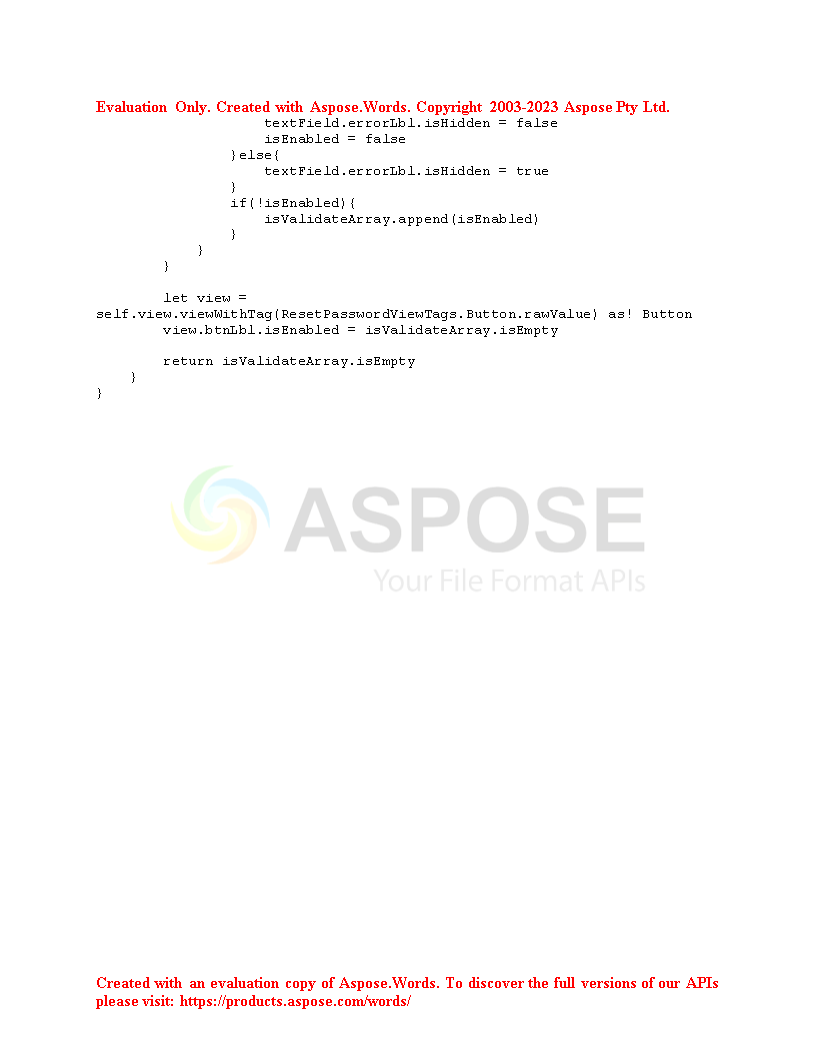 Evaluation Only. Created with Aspose.Words. Copyright 2003-2023 Aspose Pty Ltd.
                    textField.errorLbl.isHidden = false
                    isEnabled = false
                }else{
                    textField.errorLbl.isHidden = true
                }
                if(!isEnabled){
                    isValidateArray.append(isEnabled)
                }
            }
        }

        let view =
self.view.viewWithTag(ResetPasswordViewTags.Button.rawValue) as! Button
        view.btnLbl.isEnabled = isValidateArray.isEmpty

        return isValidateArray.isEmpty
    }
}
ASPOSE
Your File Format APIs
Created with an evaluation copy of Aspose.Words. To discover the full versions of our APIs
please visit: https://products.aspose.com/words/